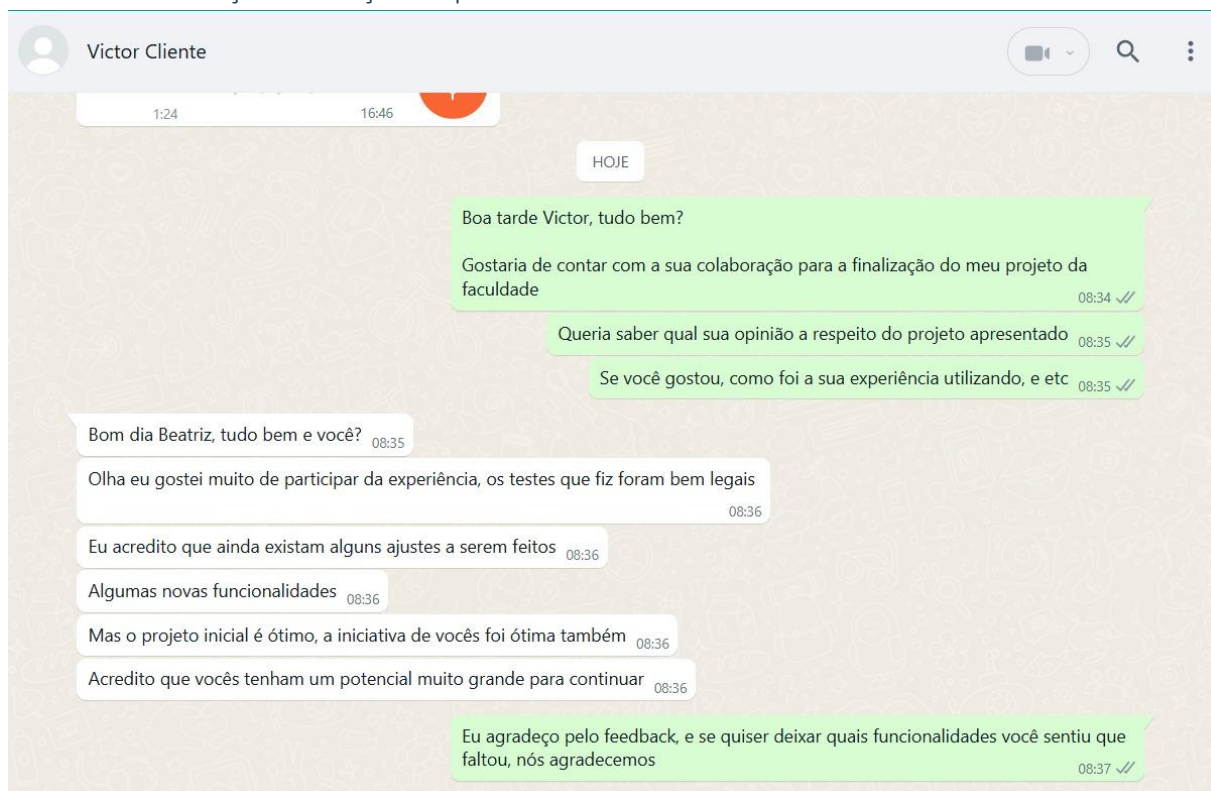 Victor Cliente
1:24 16:46
HOJE
Boa tarde Victor, tudo bem?
Gostaria de contar com a sua colaboração para a finalização do meu projeto da
faculdade
08:34
Queria saber qual sua opinião a respeito do projeto apresentado 08:35
Se você gostou, como foi a sua experiência utilizando, e etc 08:35
Bom dia Beatriz, tudo bem e você? 08:35
Olha eu gostei muito de participar da experiência, os testes que fiz foram bem legais
08:36
Eu acredito que ainda existam alguns ajustes a serem feitos 08:36
Algumas novas funcionalidades 08:36
Mas o projeto inicial é ótimo, a iniciativa de vocês foi ótima também 08:36
Acredito que vocês tenham um potencial muito grande para continuar 08:36
Eu agradeço pelo feedback, e se quiser deixar quais funcionalidades você sentiu que
faltou, nós agradecemos
08:37